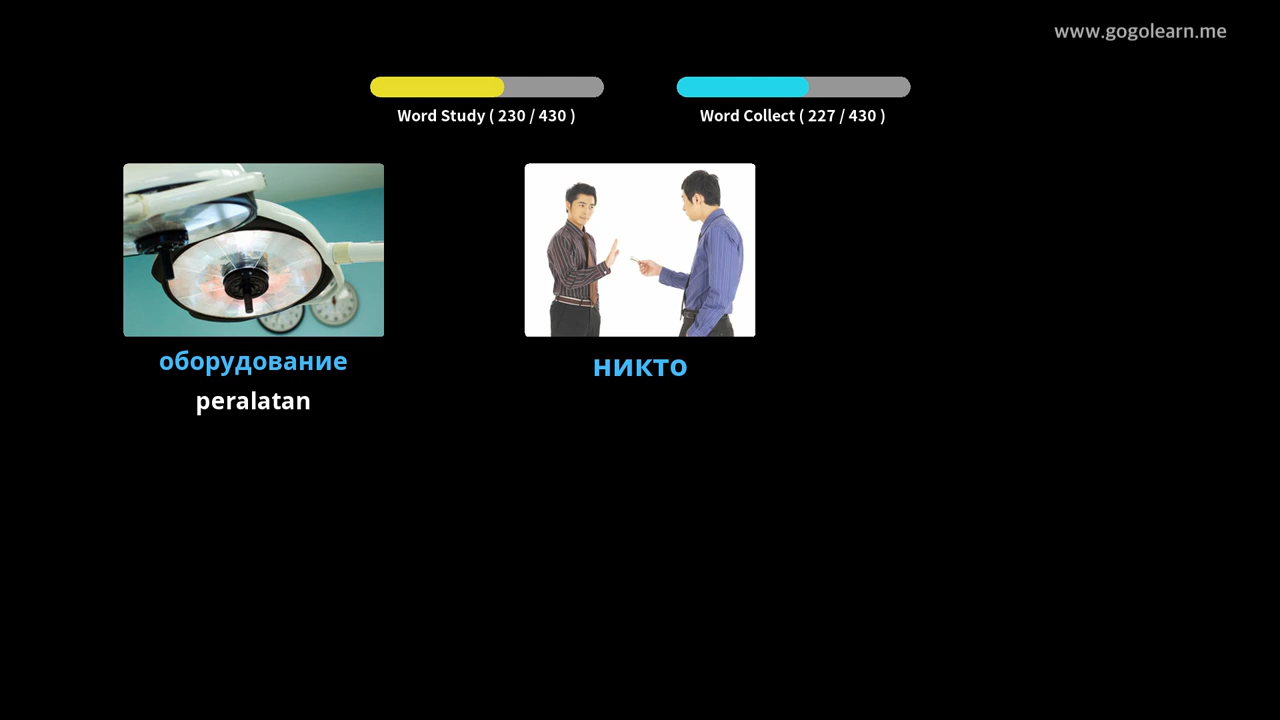 www.gogolearn.me
Word Study ( 230 / 430 )
Word Collect ( 227 / 430 )
оборудование
peralatan
никто